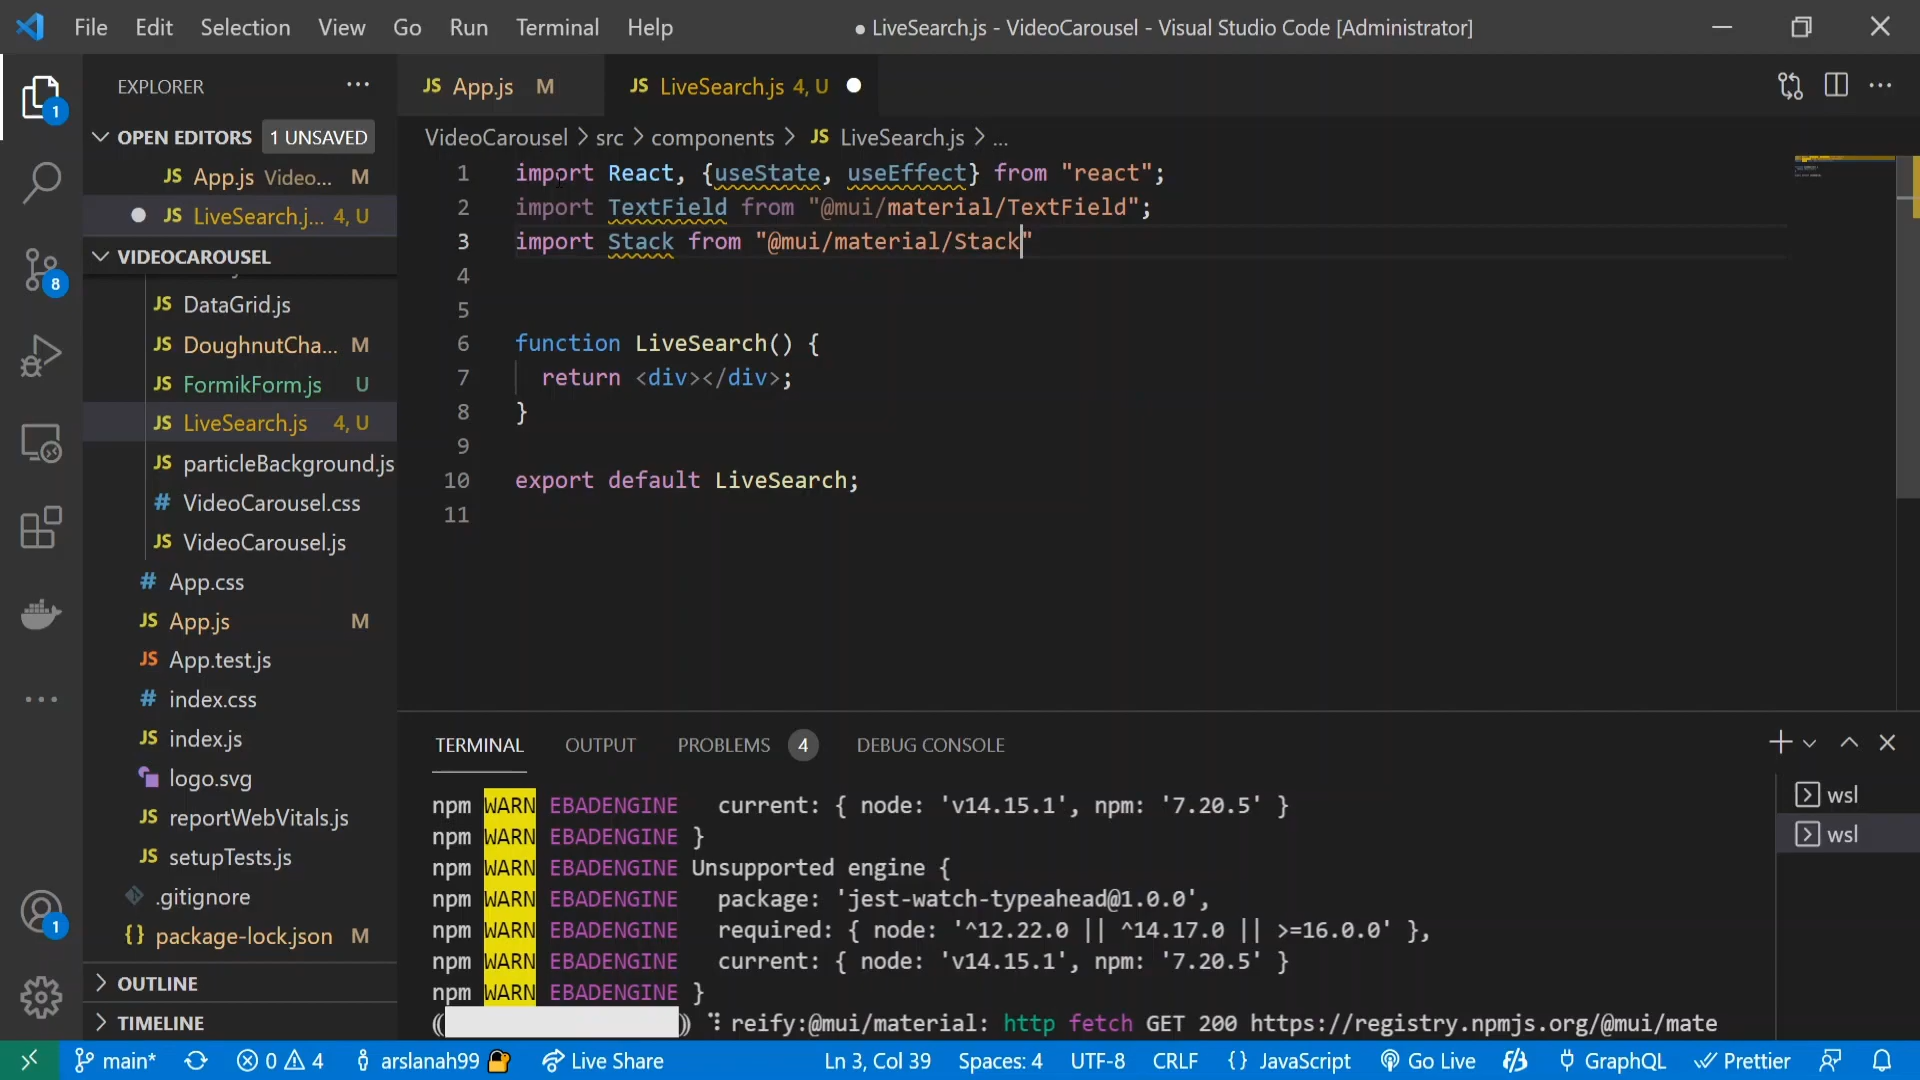 File Edit Selection View Go Run Terminal Help
● LiveSearch.js - VideoCarousel - Visual Studio Code [Administrator]
EXPLORER
OPEN EDITORS 1 UNSAVED
JS App.js Video... M
JS LiveSearch.j... 4, U
VIDEOCAROUSEL
JS DataGrid.js
JS DoughnutCha... M
JS FormikForm.js U
JS LiveSearch.js 4, U
JS particleBackground.js
# VideoCarousel.css
JS VideoCarousel.js
# App.css
JS App.js M
JS App.test.js
# index.css
JS index.js
logo.svg
JS reportWebVitals.js
JS setupTests.js
.gitignore
{} package-lock.json M
OUTLINE
TIMELINE
1
8
1
JS App.js M
JS LiveSearch.js 4, U
VideoCarousel > src > components > JS LiveSearch.js > ...
1 import React, {useState, useEffect} from "react";
2 import TextField from "@mui/material/TextField";
3 import Stack from "@mui/material/Stack"
4
5
6 function LiveSearch() {
7 return <div></div>;
8 }
9
10 export default LiveSearch;
11
TERMINAL OUTPUT PROBLEMS 4 DEBUG CONSOLE
npm WARN EBADENGINE current: { node: 'v14.15.1', npm: '7.20.5' }
npm WARN EBADENGINE }
npm WARN EBADENGINE Unsupported engine {
npm WARN EBADENGINE package: 'jest-watch-typeahead@1.0.0',
npm WARN EBADENGINE required: { node: '^12.22.0 || ^14.17.0 || >=16.0.0' },
npm WARN EBADENGINE current: { node: 'v14.15.1', npm: '7.20.5' }
npm WARN EBADENGINE }
(( )) ⠹ reify:@mui/material: http fetch GET 200 https://registry.npmjs.org/@mui/mate
wsl
wsl
main* 0 4 arslanah99 Live Share Ln 3, Col 39 Spaces: 4 UTF-8 CRLF {} JavaScript Go Live GraphQL Prettier